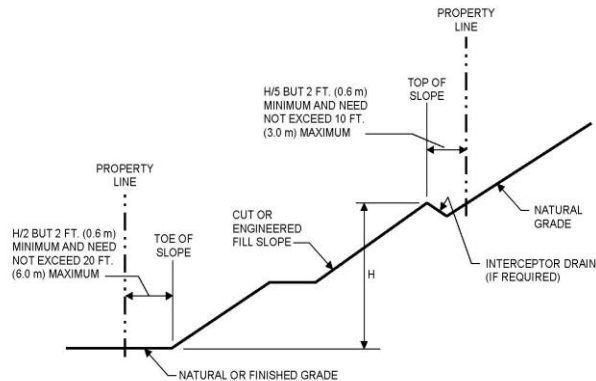 PROPERTY
LINE
H/5 BUT 2 FT. (0.6 m)
MINIMUM AND NEED
NOT EXCEED 10 FT.
(3.0 m) MAXIMUM
TOP OF
SLOPE
PROPERTY
LINE
H/2 BUT 2 FT. (0.6 m)
MINIMUM AND NEED
NOT EXCEED 20 FT.
(6.0 m) MAXIMUM
TOE OF
SLOPE
CUT OR
ENGINEERED
FILL SLOPE
H
NATURAL
GRADE
INTERCEPTOR DRAIN
(IF REQUIRED)
NATURAL OR FINISHED GRADE